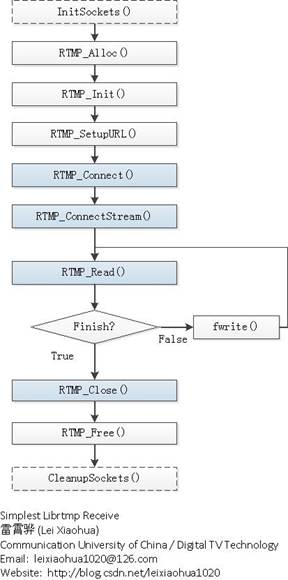 InitSockets()
RTMP_Alloc()
RTMP_Init()
RTMP_SetupURL()
RTMP_Connect()
RTMP_ConnectStream()
RTMP_Read()
Finish?
False
fwrite()
True
RTMP_Close()
RTMP_Free()
CleanupSockets()
Simplest Librtmp Receive
雷霄骅 (Lei Xiaohua)
Communication University of China / Digital TV Technology
Email: leixiaohua1020@126.com
Website: http://blog.csdn.net/leixiaohua1020